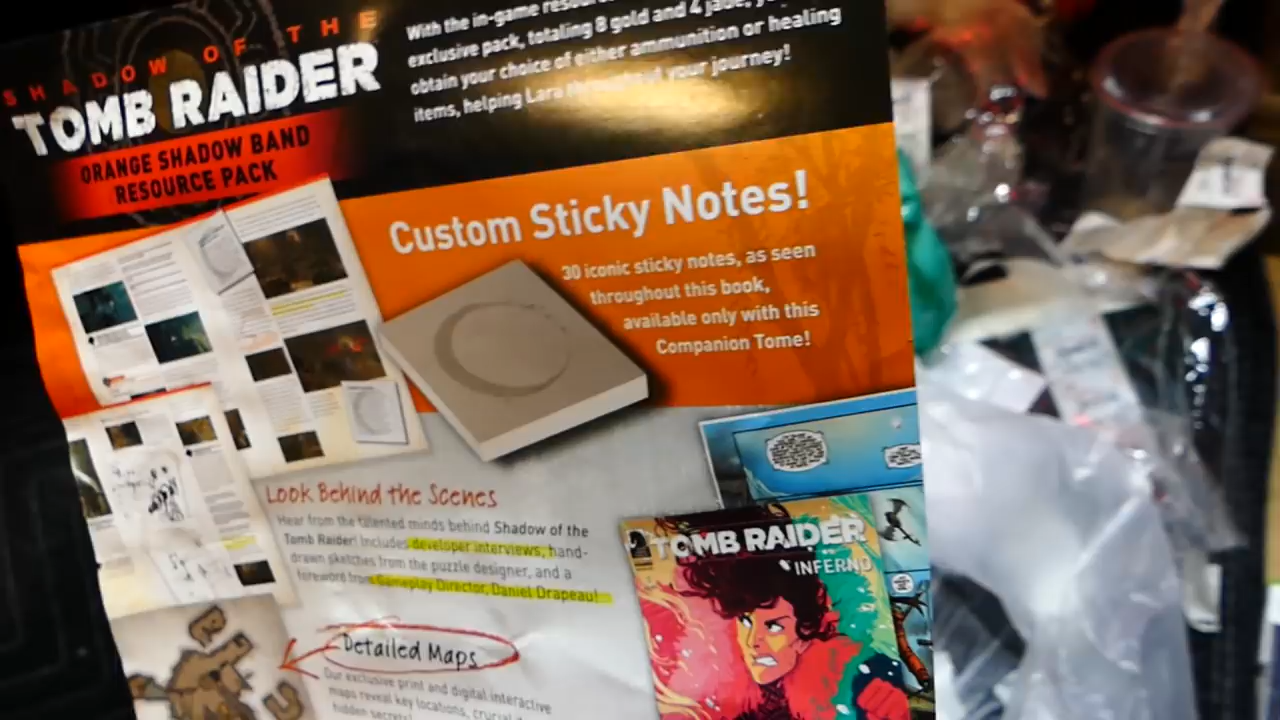 SHADOW OF THE
TOMB RAIDER
ORANGE SHADOW BAND
RESOURCE PACK
With the in-game
exclusive pack, totaling 8 gold and 4 jade,
obtain your choice of either ammunition or healing
items, helping Lara throughout your journey!
Custom Sticky Notes!
30 iconic sticky notes, as seen
throughout this book,
available only with this
Companion Tome!
Look Behind the Scenes
Hear from the talented minds behind Shadow of the
Tomb Raider! Includes developer interviews, hand-
drawn sketches from the puzzle designer, and a
foreword from Gameplay Director, Daniel Drapeau!
TOMB RAIDER
INFERNO
Detailed Maps
Our exclusive print and digital interactive
maps reveal key locations, crucial
hidden secrets!